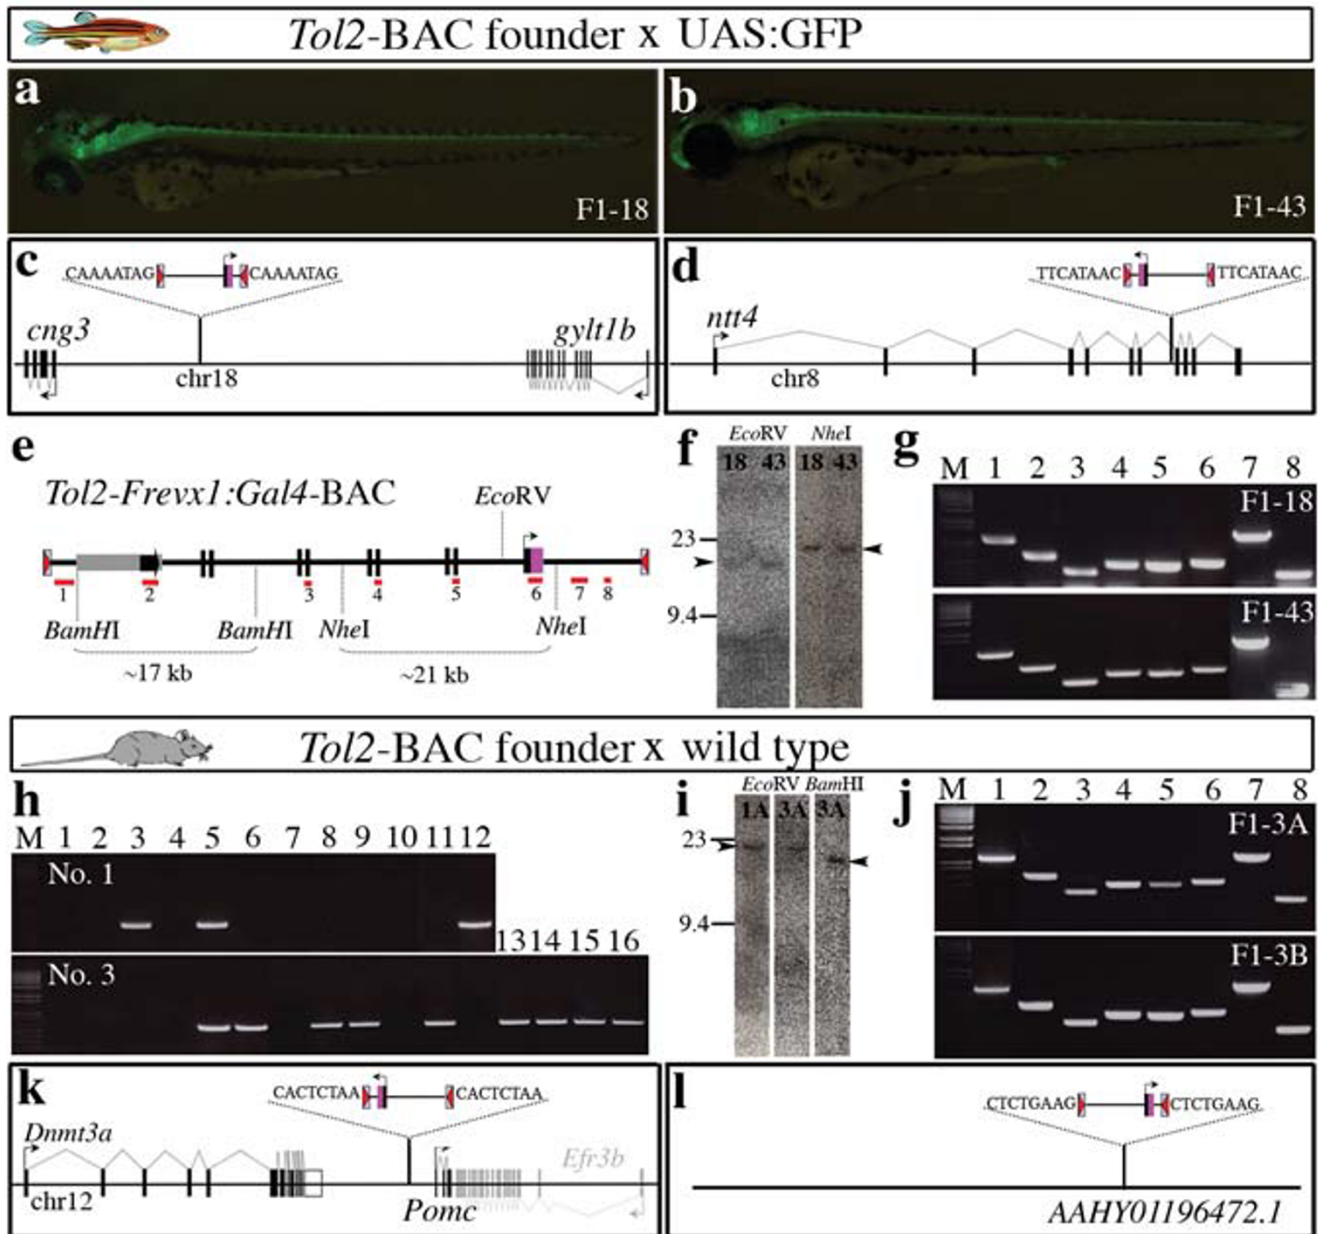 Tol2-BAC founder x UAS:GFP
a
F1-18
b
F1-43
c
CAAAATAG CAAAATAG
cng3
gylt1b
chr18
d
TTCATAAC TTCATAAC
ntt4
chr8
e
Tol2-Frevx1:Gal4-BAC
EcoRV
1 2 3 4 5 6 7 8
BamHI BamHI NheI NheI
~17 kb
~21 kb
f
EcoRV NheI
18 43 18 43
23
9.4
g
M 1 2 3 4 5 6 7 8
F1-18
F1-43
Tol2-BAC founder x wild type
h
M 1 2 3 4 5 6 7 8 9 10 11 12
No. 1
13 14 15 16
No. 3
i
EcoRV BamHI
1A 3A 3A
23
9.4
j
M 1 2 3 4 5 6 7 8
F1-3A
F1-3B
k
CACTCTAA CACTCTAA
Dnmt3a
Efr3b
chr12
Pomc
l
CTCTGAAG CTCTGAAG
AAHY01196472.1